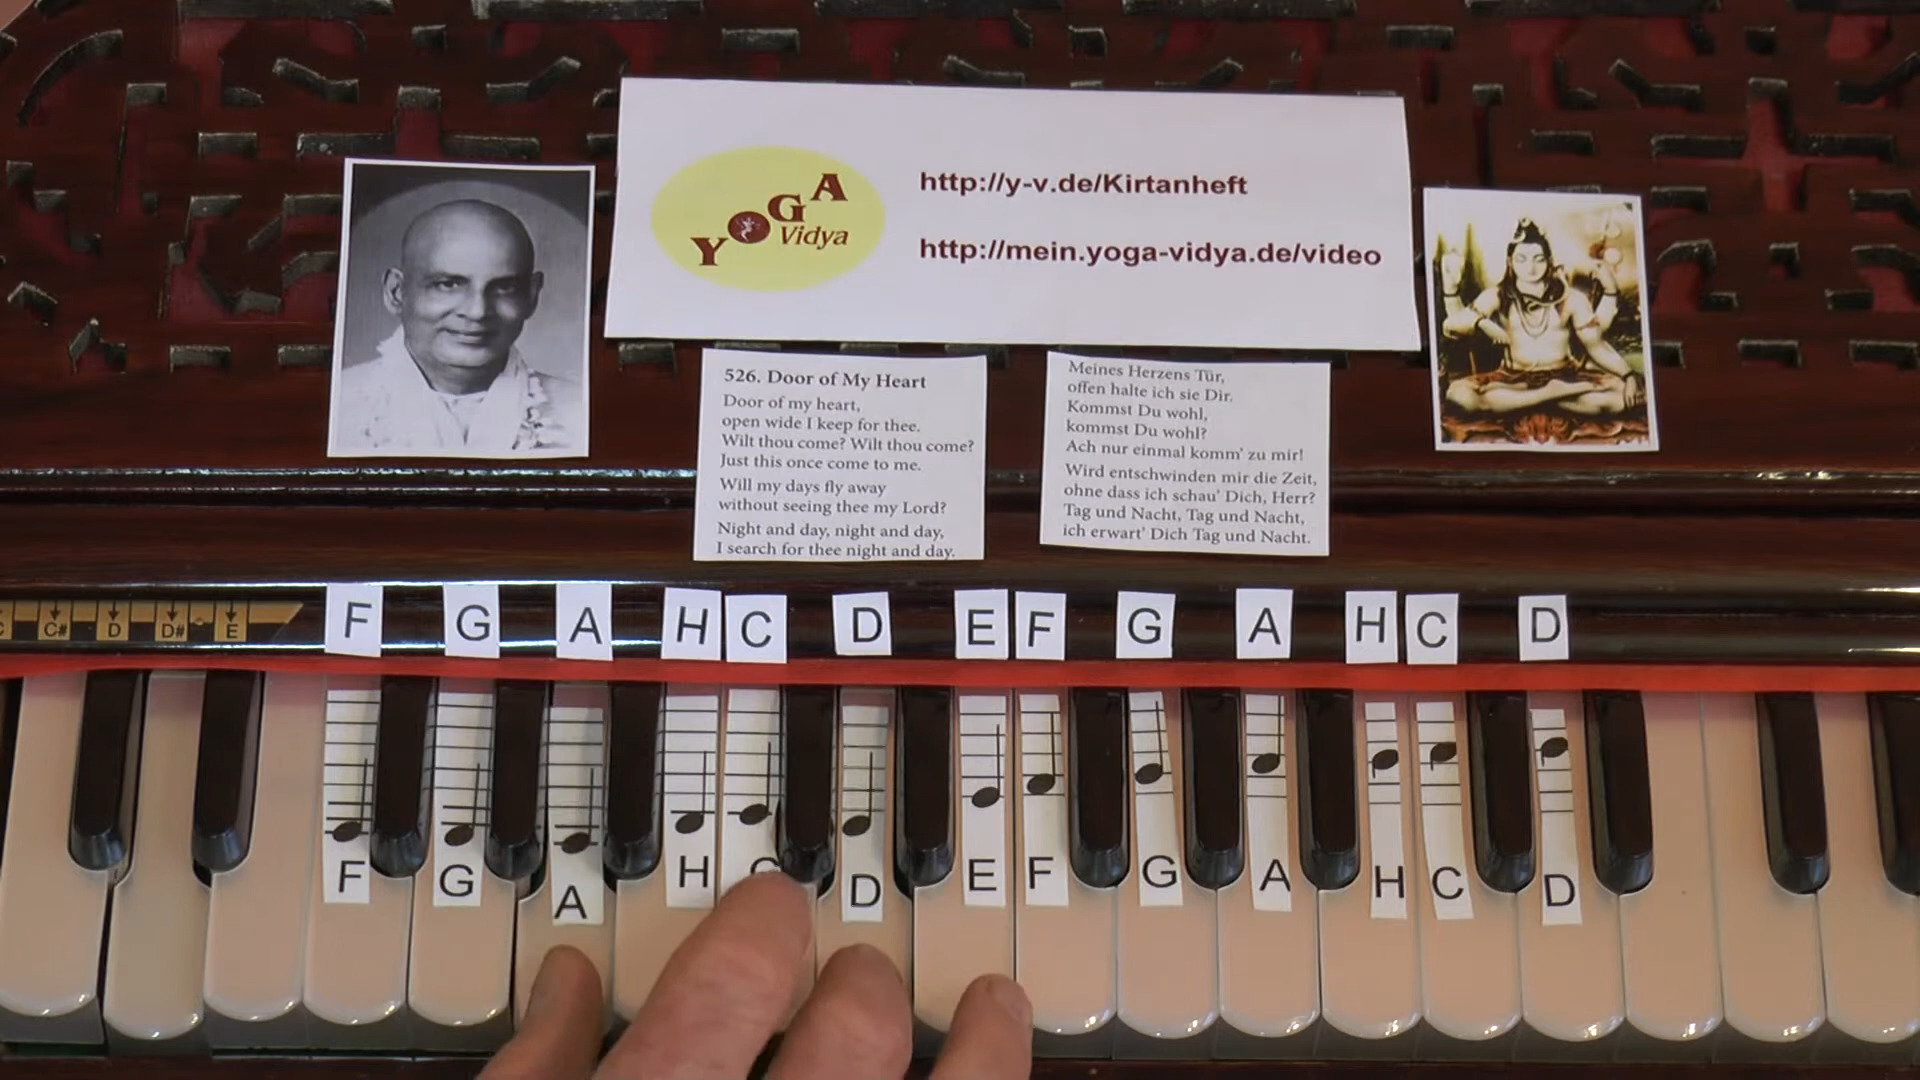 YOGA
Vidya
http://y-v.de/Kirtanheft
http://mein.yoga-vidya.de/video
526. Door of My Heart
Door of my heart,
open wide I keep for thee.
Wilt thou come? Wilt thou come?
Just this once come to me.
Will my days fly away
without seeing thee my Lord?
Night and day, night and day,
I search for thee night and day.
Meines Herzens Tür,
offen halte ich sie Dir.
Kommst Du wohl,
kommst Du wohl?
Ach nur einmal komm' zu mir!
Wird entschwinden mir die Zeit,
ohne dass ich schau' Dich, Herr?
Tag und Nacht, Tag und Nacht,
ich erwart' Dich Tag und Nacht.
C# D D# E
F G A H C D E F G A H C D
F G A H C D E F G A H C D